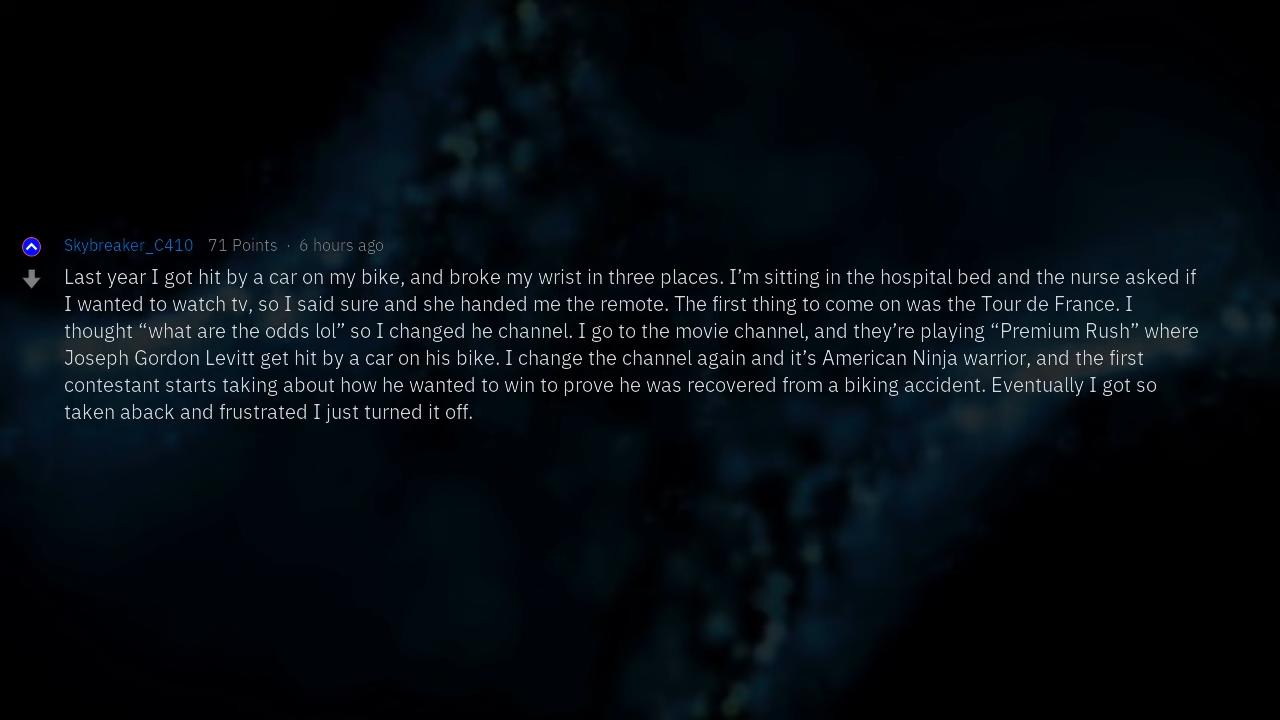 Skybreaker_C410 71 Points · 6 hours ago
Last year I got hit by a car on my bike, and broke my wrist in three places. I’m sitting in the hospital bed and the nurse asked if
I wanted to watch tv, so I said sure and she handed me the remote. The first thing to come on was the Tour de France. I
thought “what are the odds lol” so I changed he channel. I go to the movie channel, and they’re playing “Premium Rush” where
Joseph Gordon Levitt get hit by a car on his bike. I change the channel again and it’s American Ninja warrior, and the first
contestant starts taking about how he wanted to win to prove he was recovered from a biking accident. Eventually I got so
taken aback and frustrated I just turned it off.